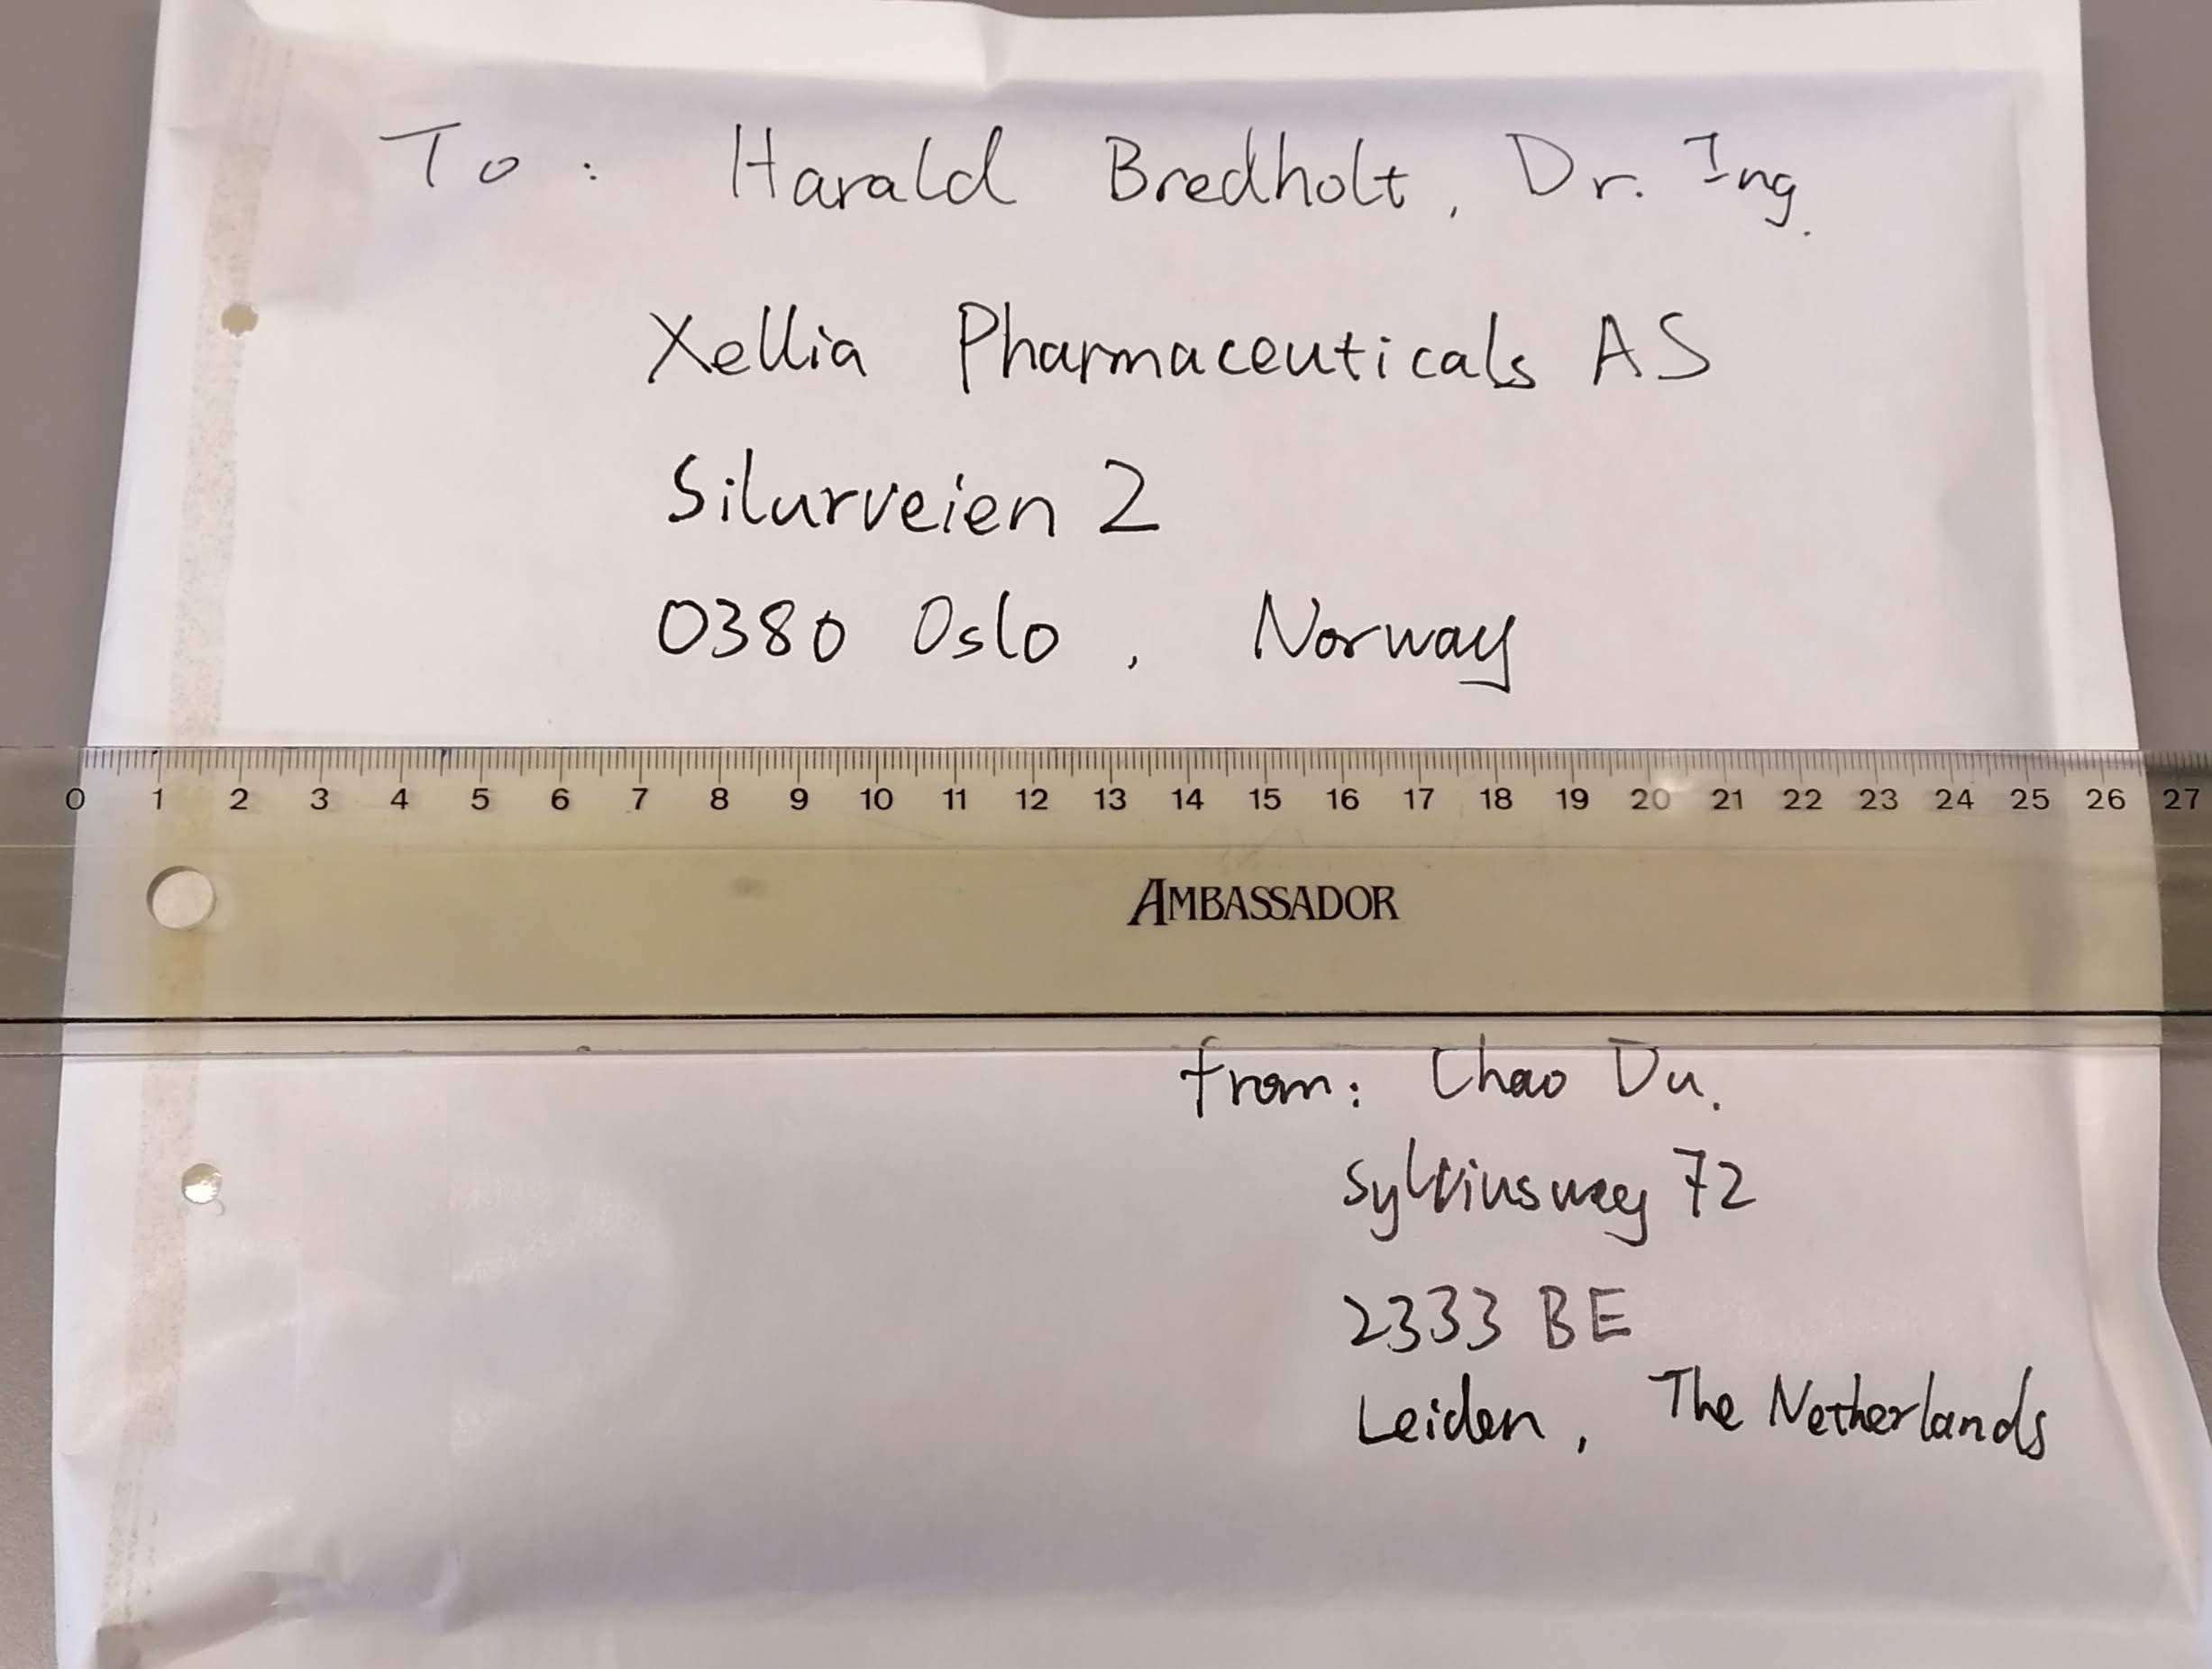 To: Harald Bredholt, Dr. Ing.
Xellia Pharmaceuticals AS
Silurveien 2
0380 Oslo, Norway
0 1 2 3 4 5 6 7 8 9 10 11 12 13 14 15 16 17 18 19 20 21 22 23 24 25 26 27
AMBASSADOR
from: Chao Du.
Sylviusweg 72
2333 BE
Leiden, The Netherlands